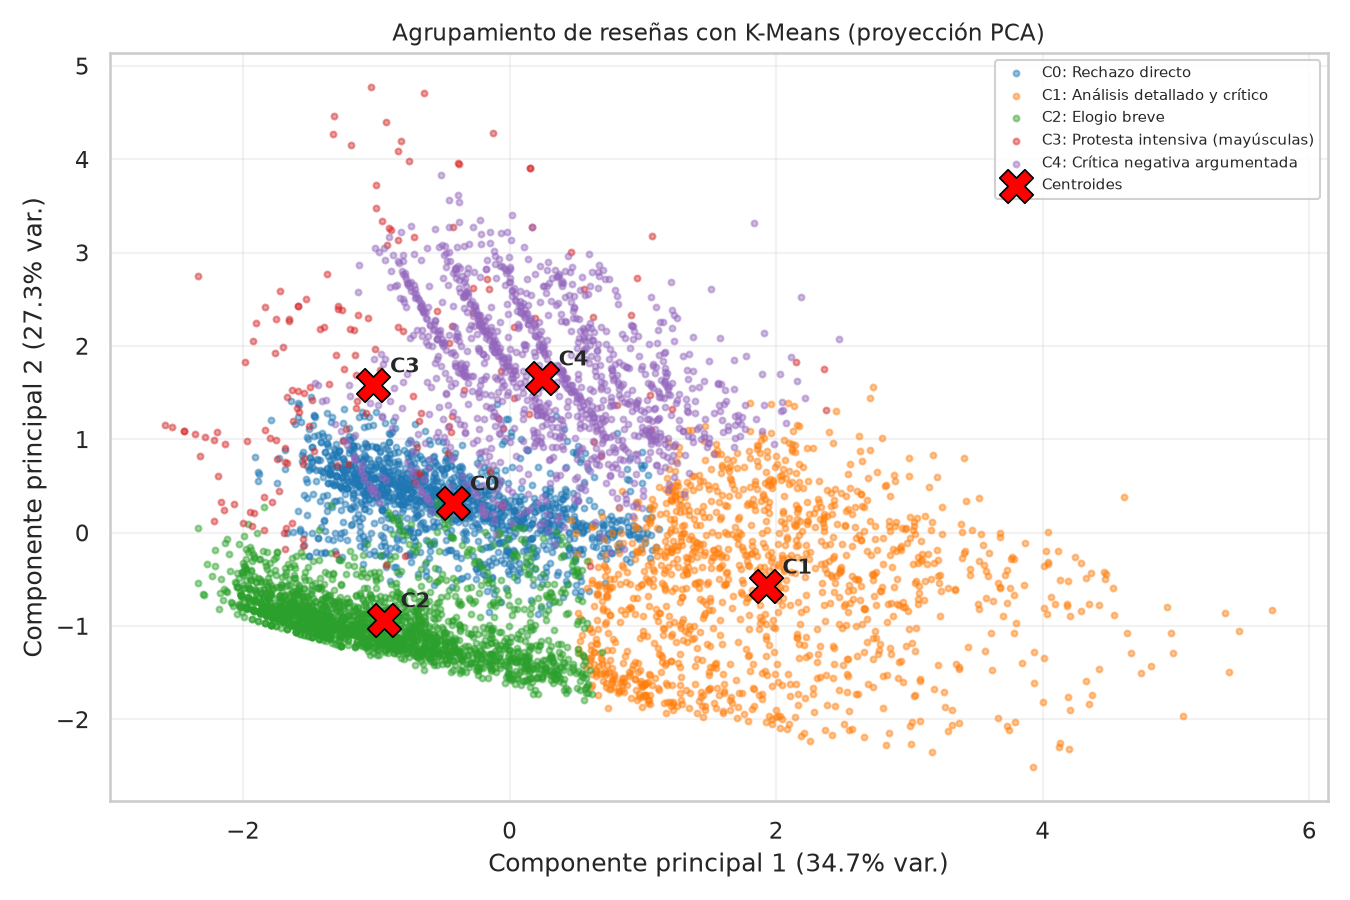 Agrupamiento de reseñas con K-Means (proyección PCA)
C0: Rechazo directo
C1: Análisis detallado y crítico
C2: Elogio breve
C3: Protesta intensiva (mayúsculas)
C4: Crítica negativa argumentada
Centroides
5
4
3
2
1
0
−1
−2
Componente principal 2 (27.3% var.)
C3
C4
C0
C1
C2
−2
0
2
4
6
Componente principal 1 (34.7% var.)